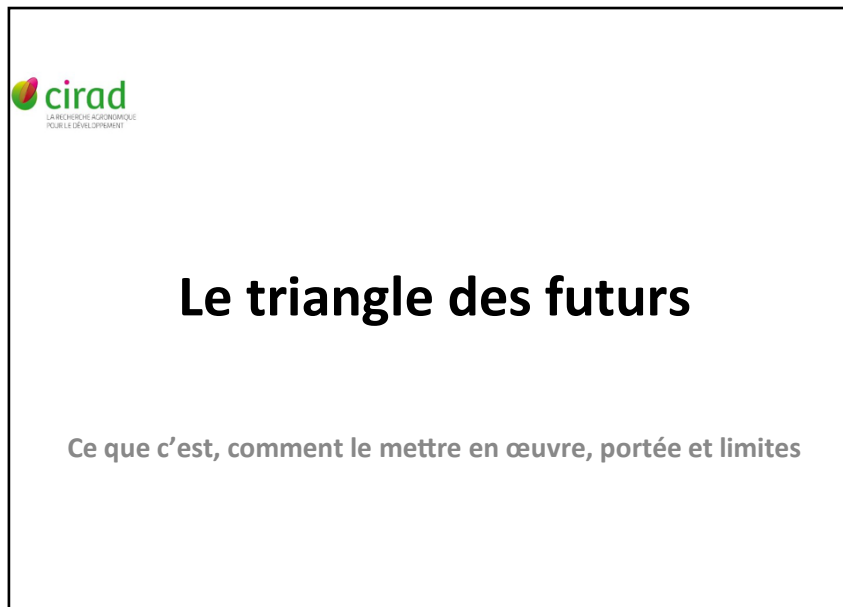 cirad
LA RECHERCHE AGRONOMIQUE
POUR LE DÉVELOPPEMENT
Le triangle des futurs
Ce que c’est, comment le mettre en œuvre, portée et limites